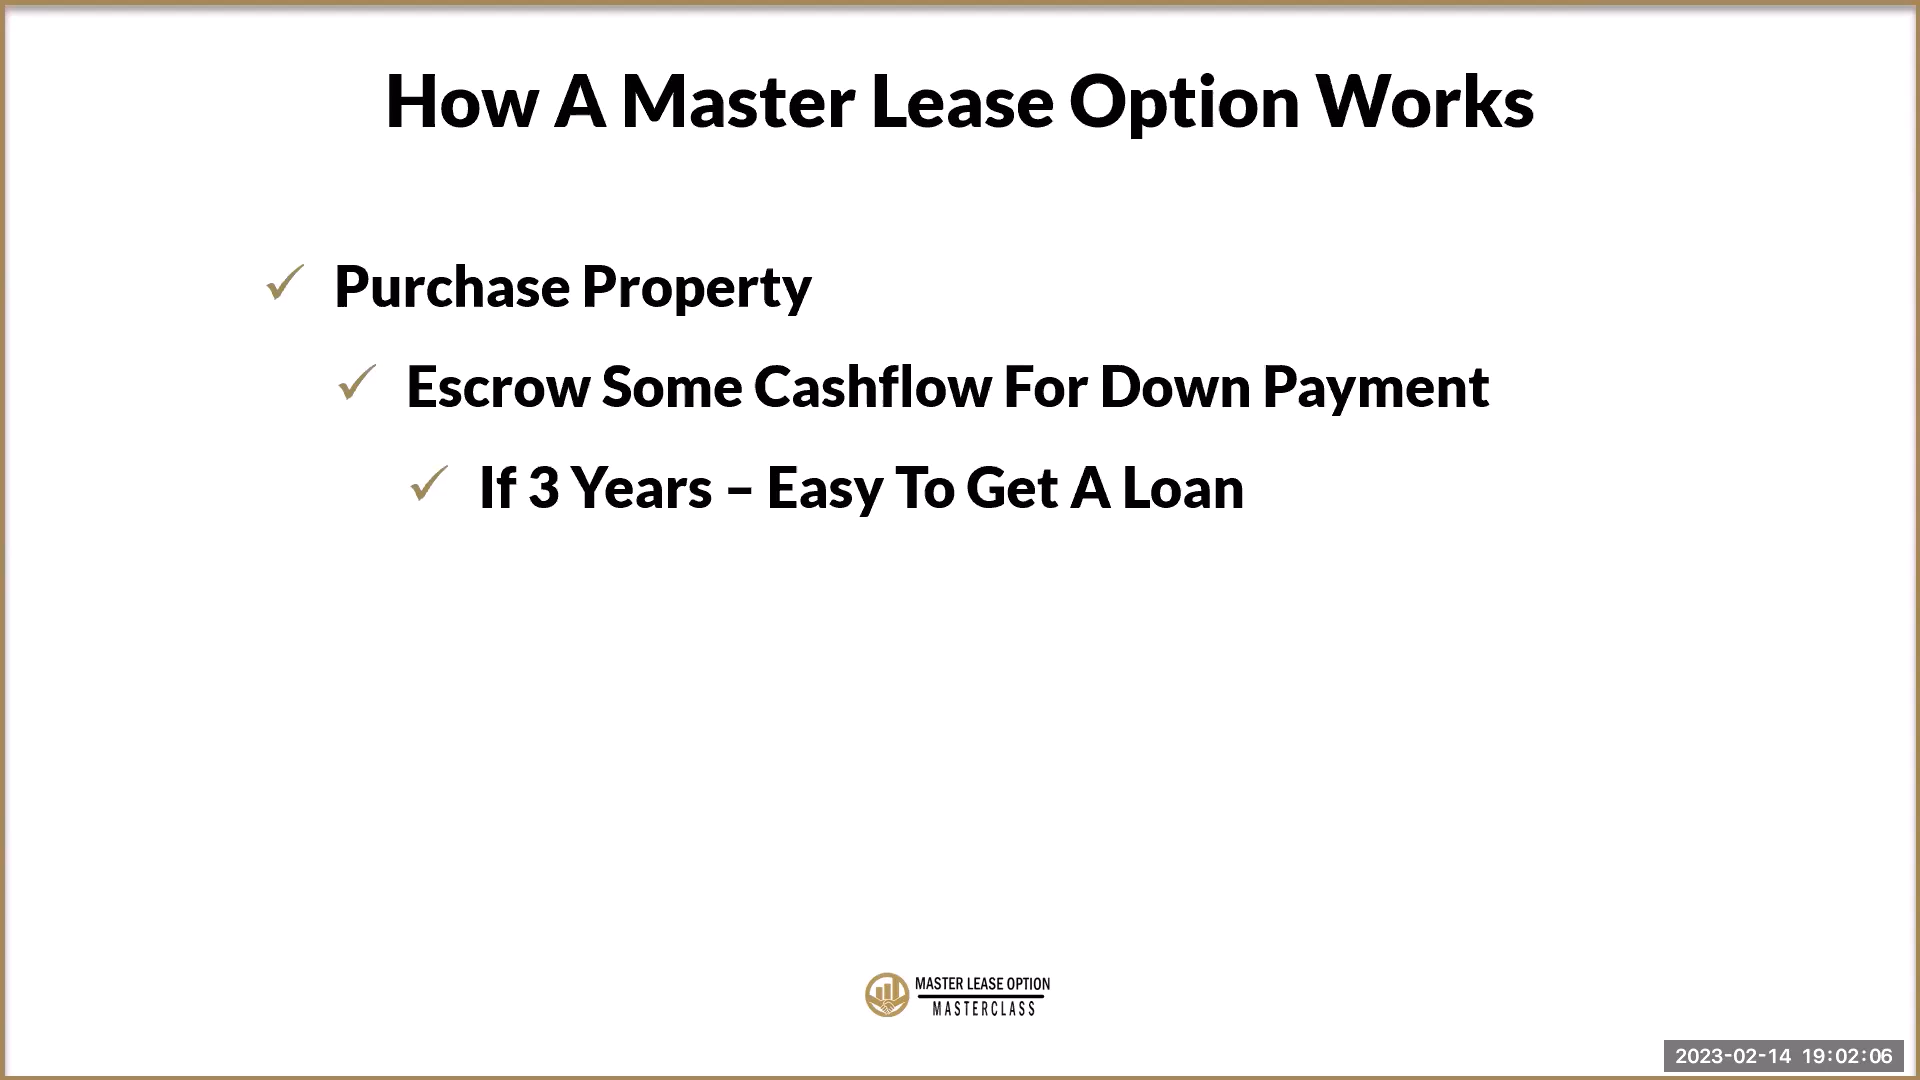 How A Master Lease Option Works
Purchase Property
Escrow Some Cashflow For Down Payment
If 3 Years – Easy To Get A Loan
MASTER LEASE OPTION
MASTERCLASS
2023-02-14 19:02:06